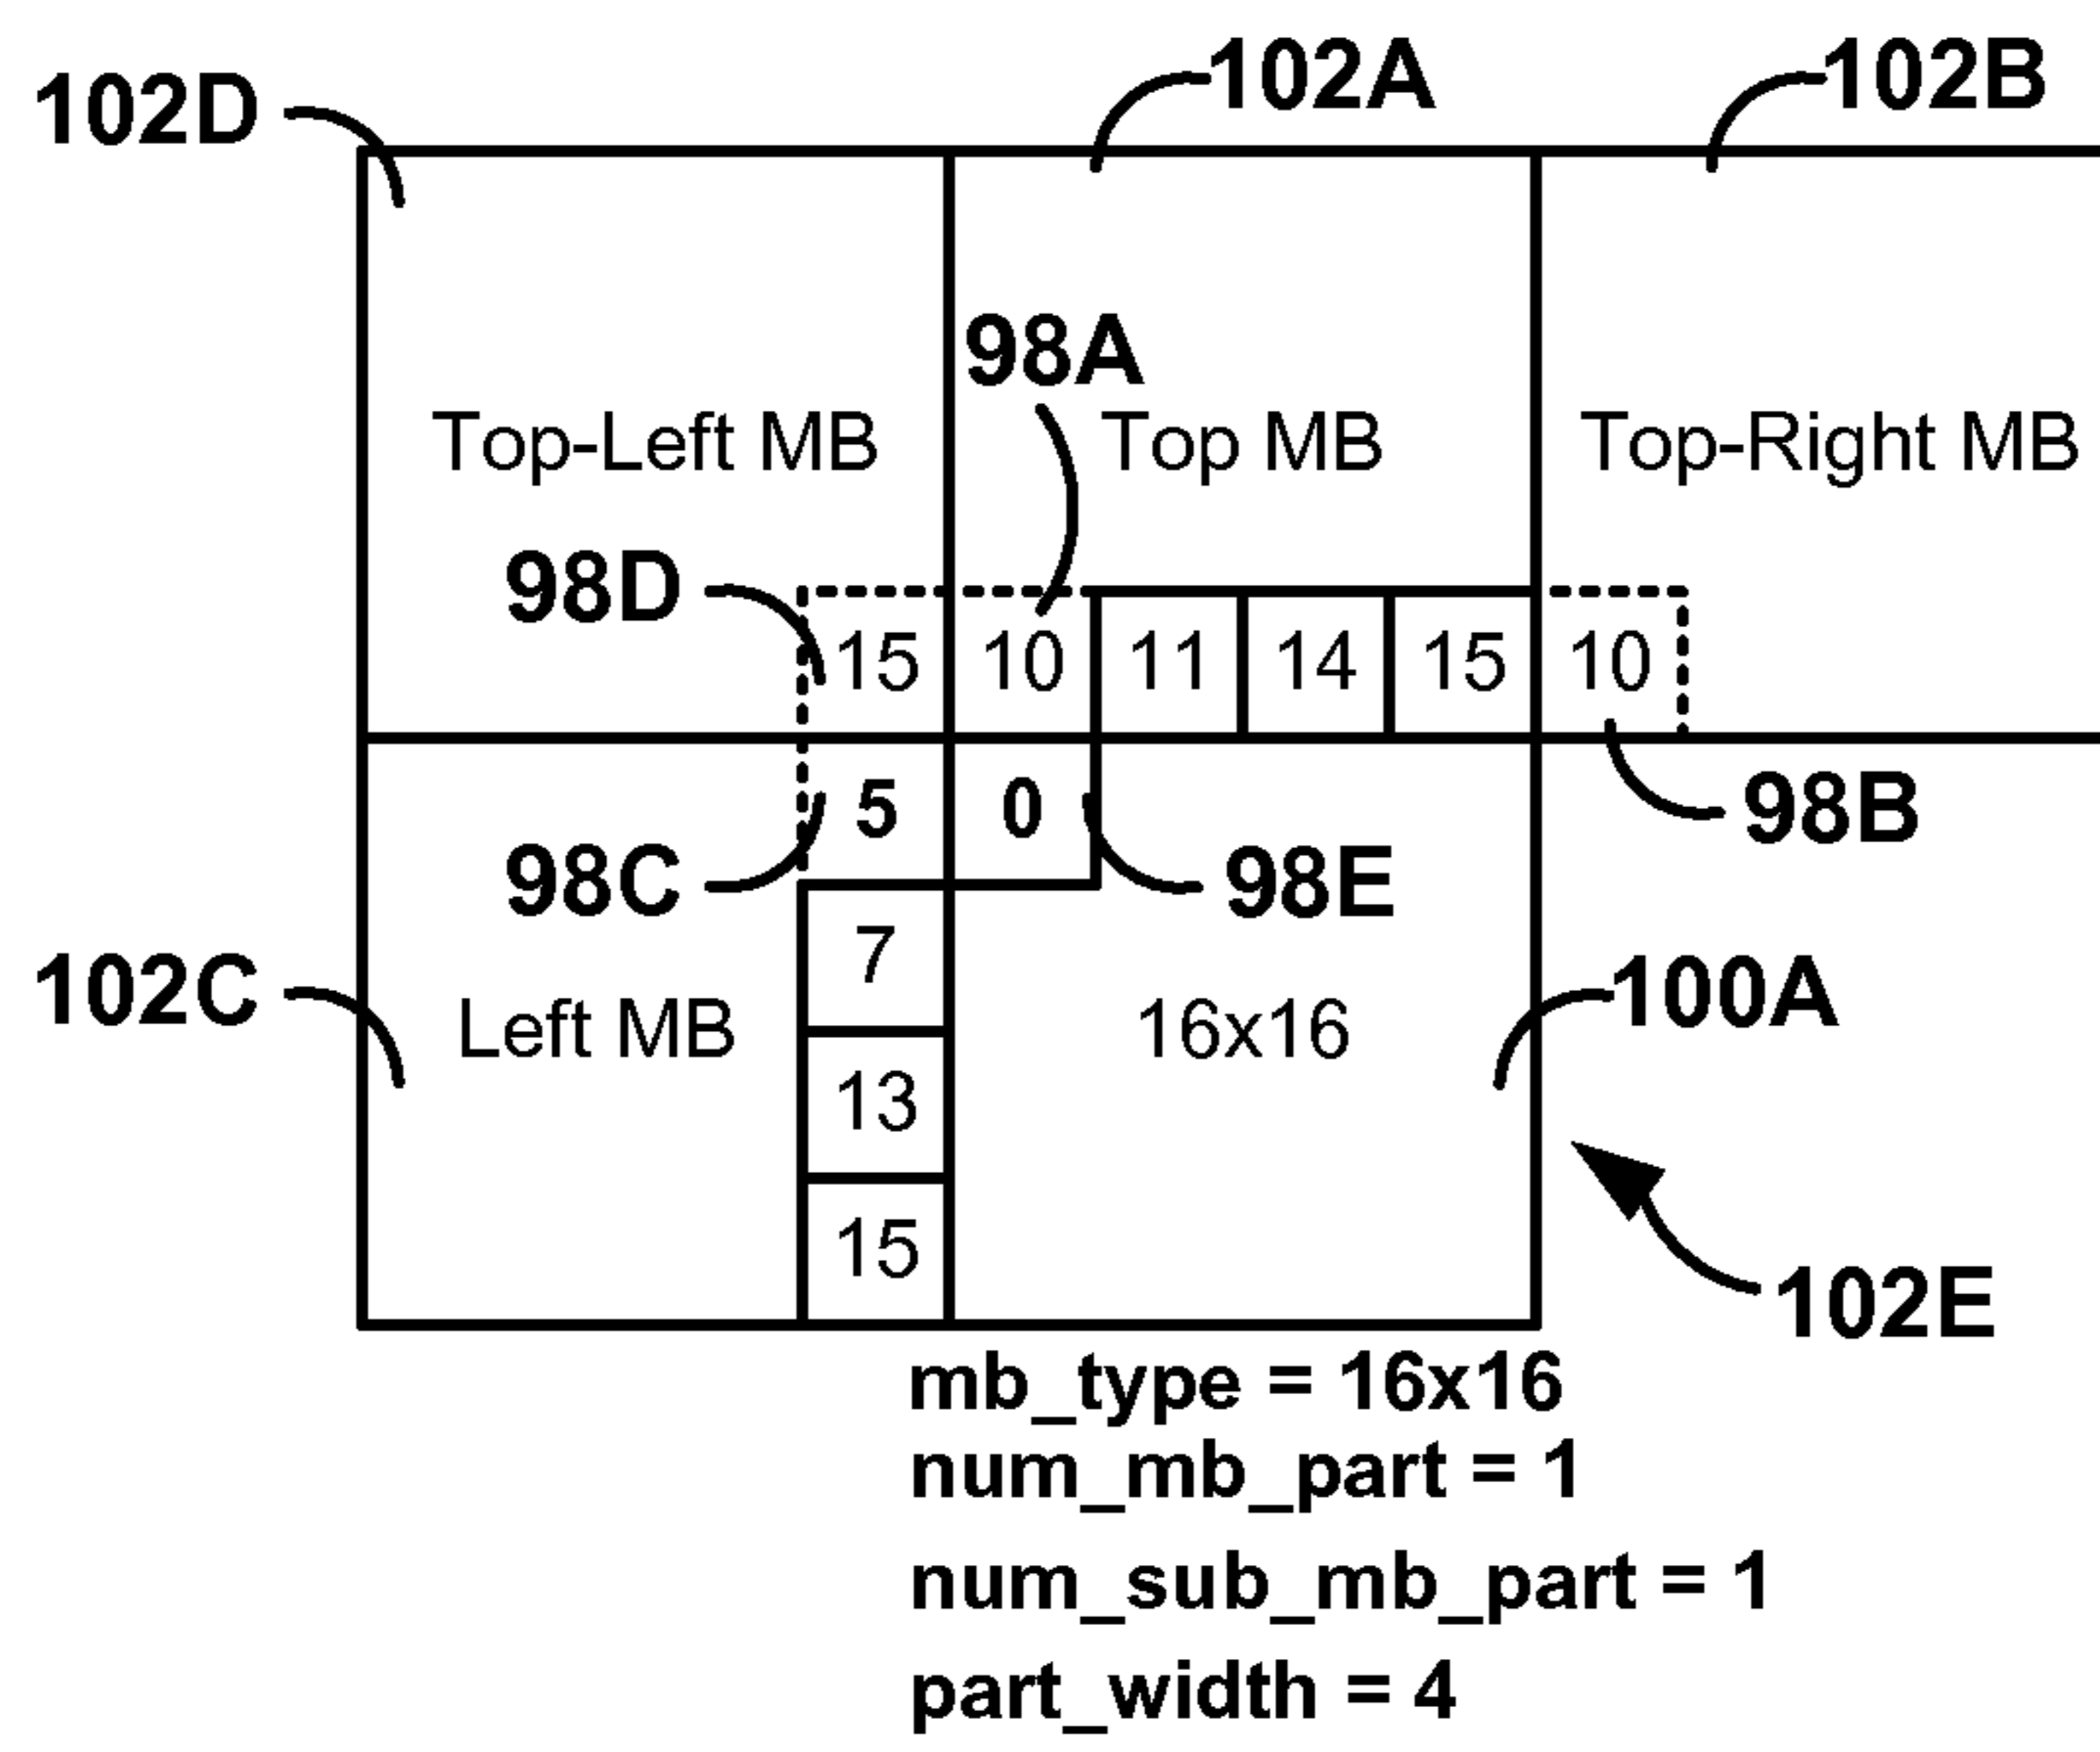 102D 102A 102B
98A
Top-Left MB Top MB Top-Right MB
98D
15 10 11 14 15 10
5 0 98B
98C 98E
7
102C 100A
Left MB 16x16
13
15
102E
mb_type = 16x16
num_mb_part = 1
num_sub_mb_part = 1
part_width = 4